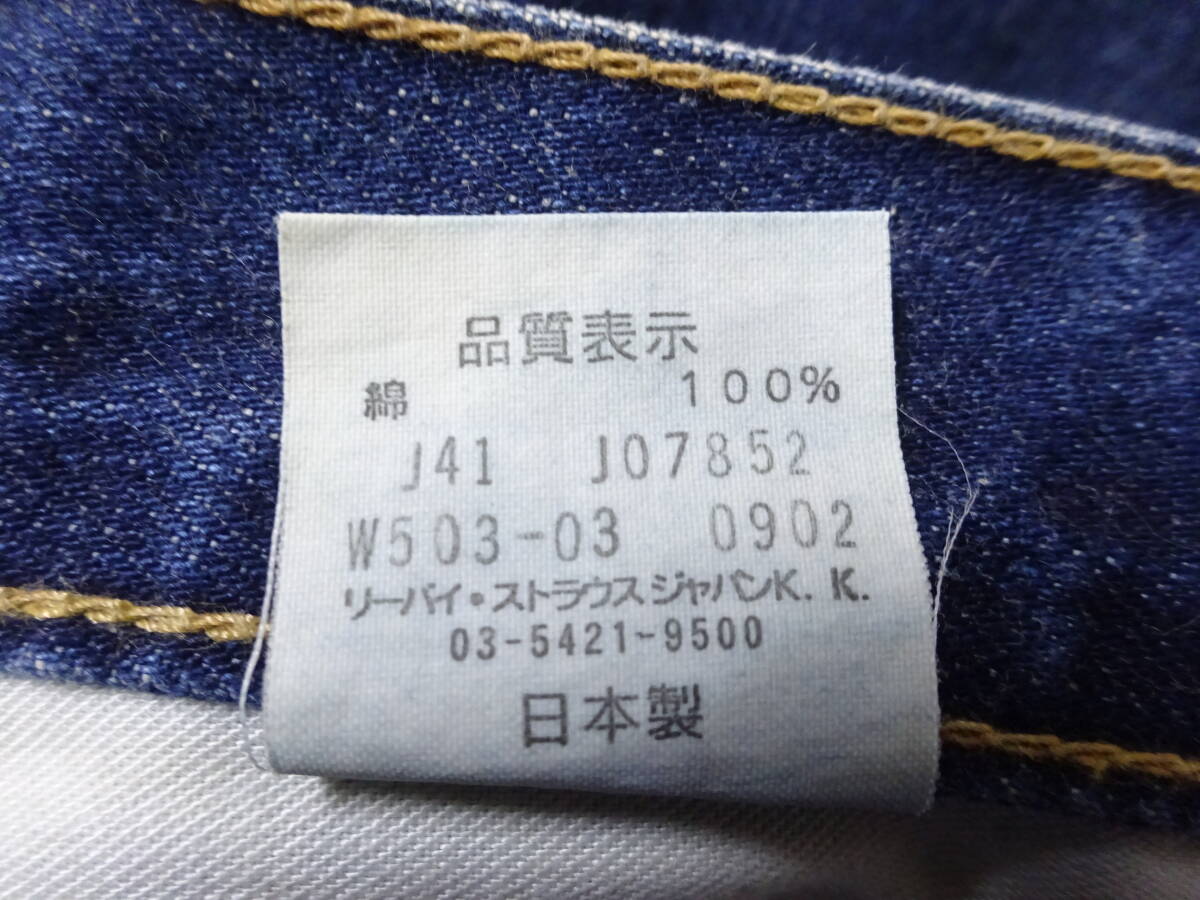 品質表示
綿 100%
J41 J07852
W503-03 0902
リーバイ・ストラウスジャパンK.K.
03-5421-9500
日本製